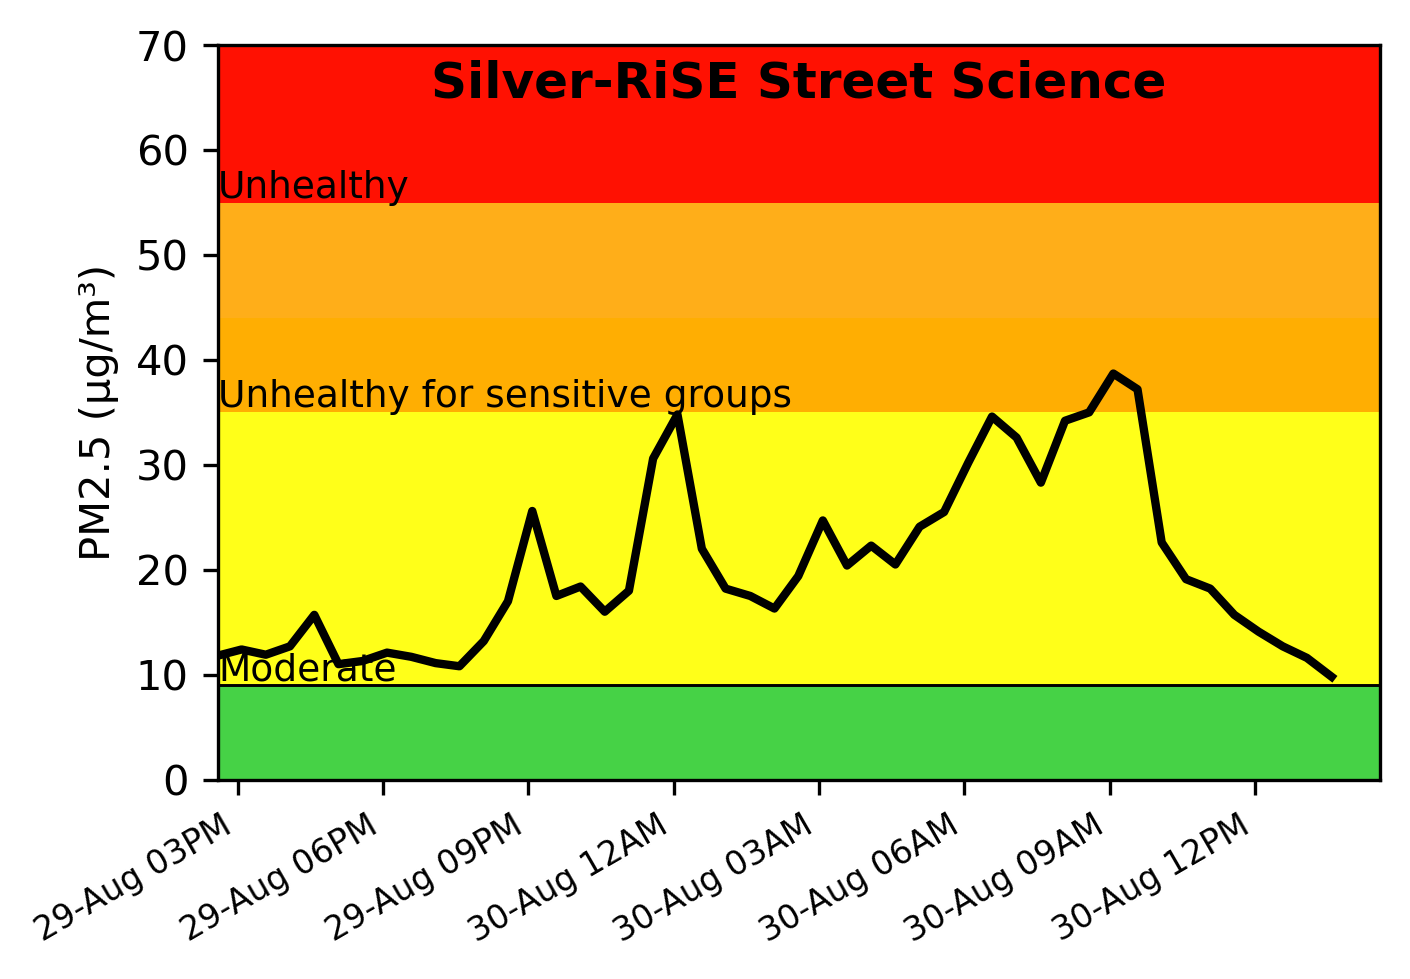 Silver-RiSE Street Science
70
60
50
40
30
20
10
0
PM2.5 (µg/m³)
Unhealthy
Unhealthy for sensitive groups
Moderate
29-Aug 03PM
29-Aug 06PM
29-Aug 09PM
30-Aug 12AM
30-Aug 03AM
30-Aug 06AM
30-Aug 09AM
30-Aug 12PM